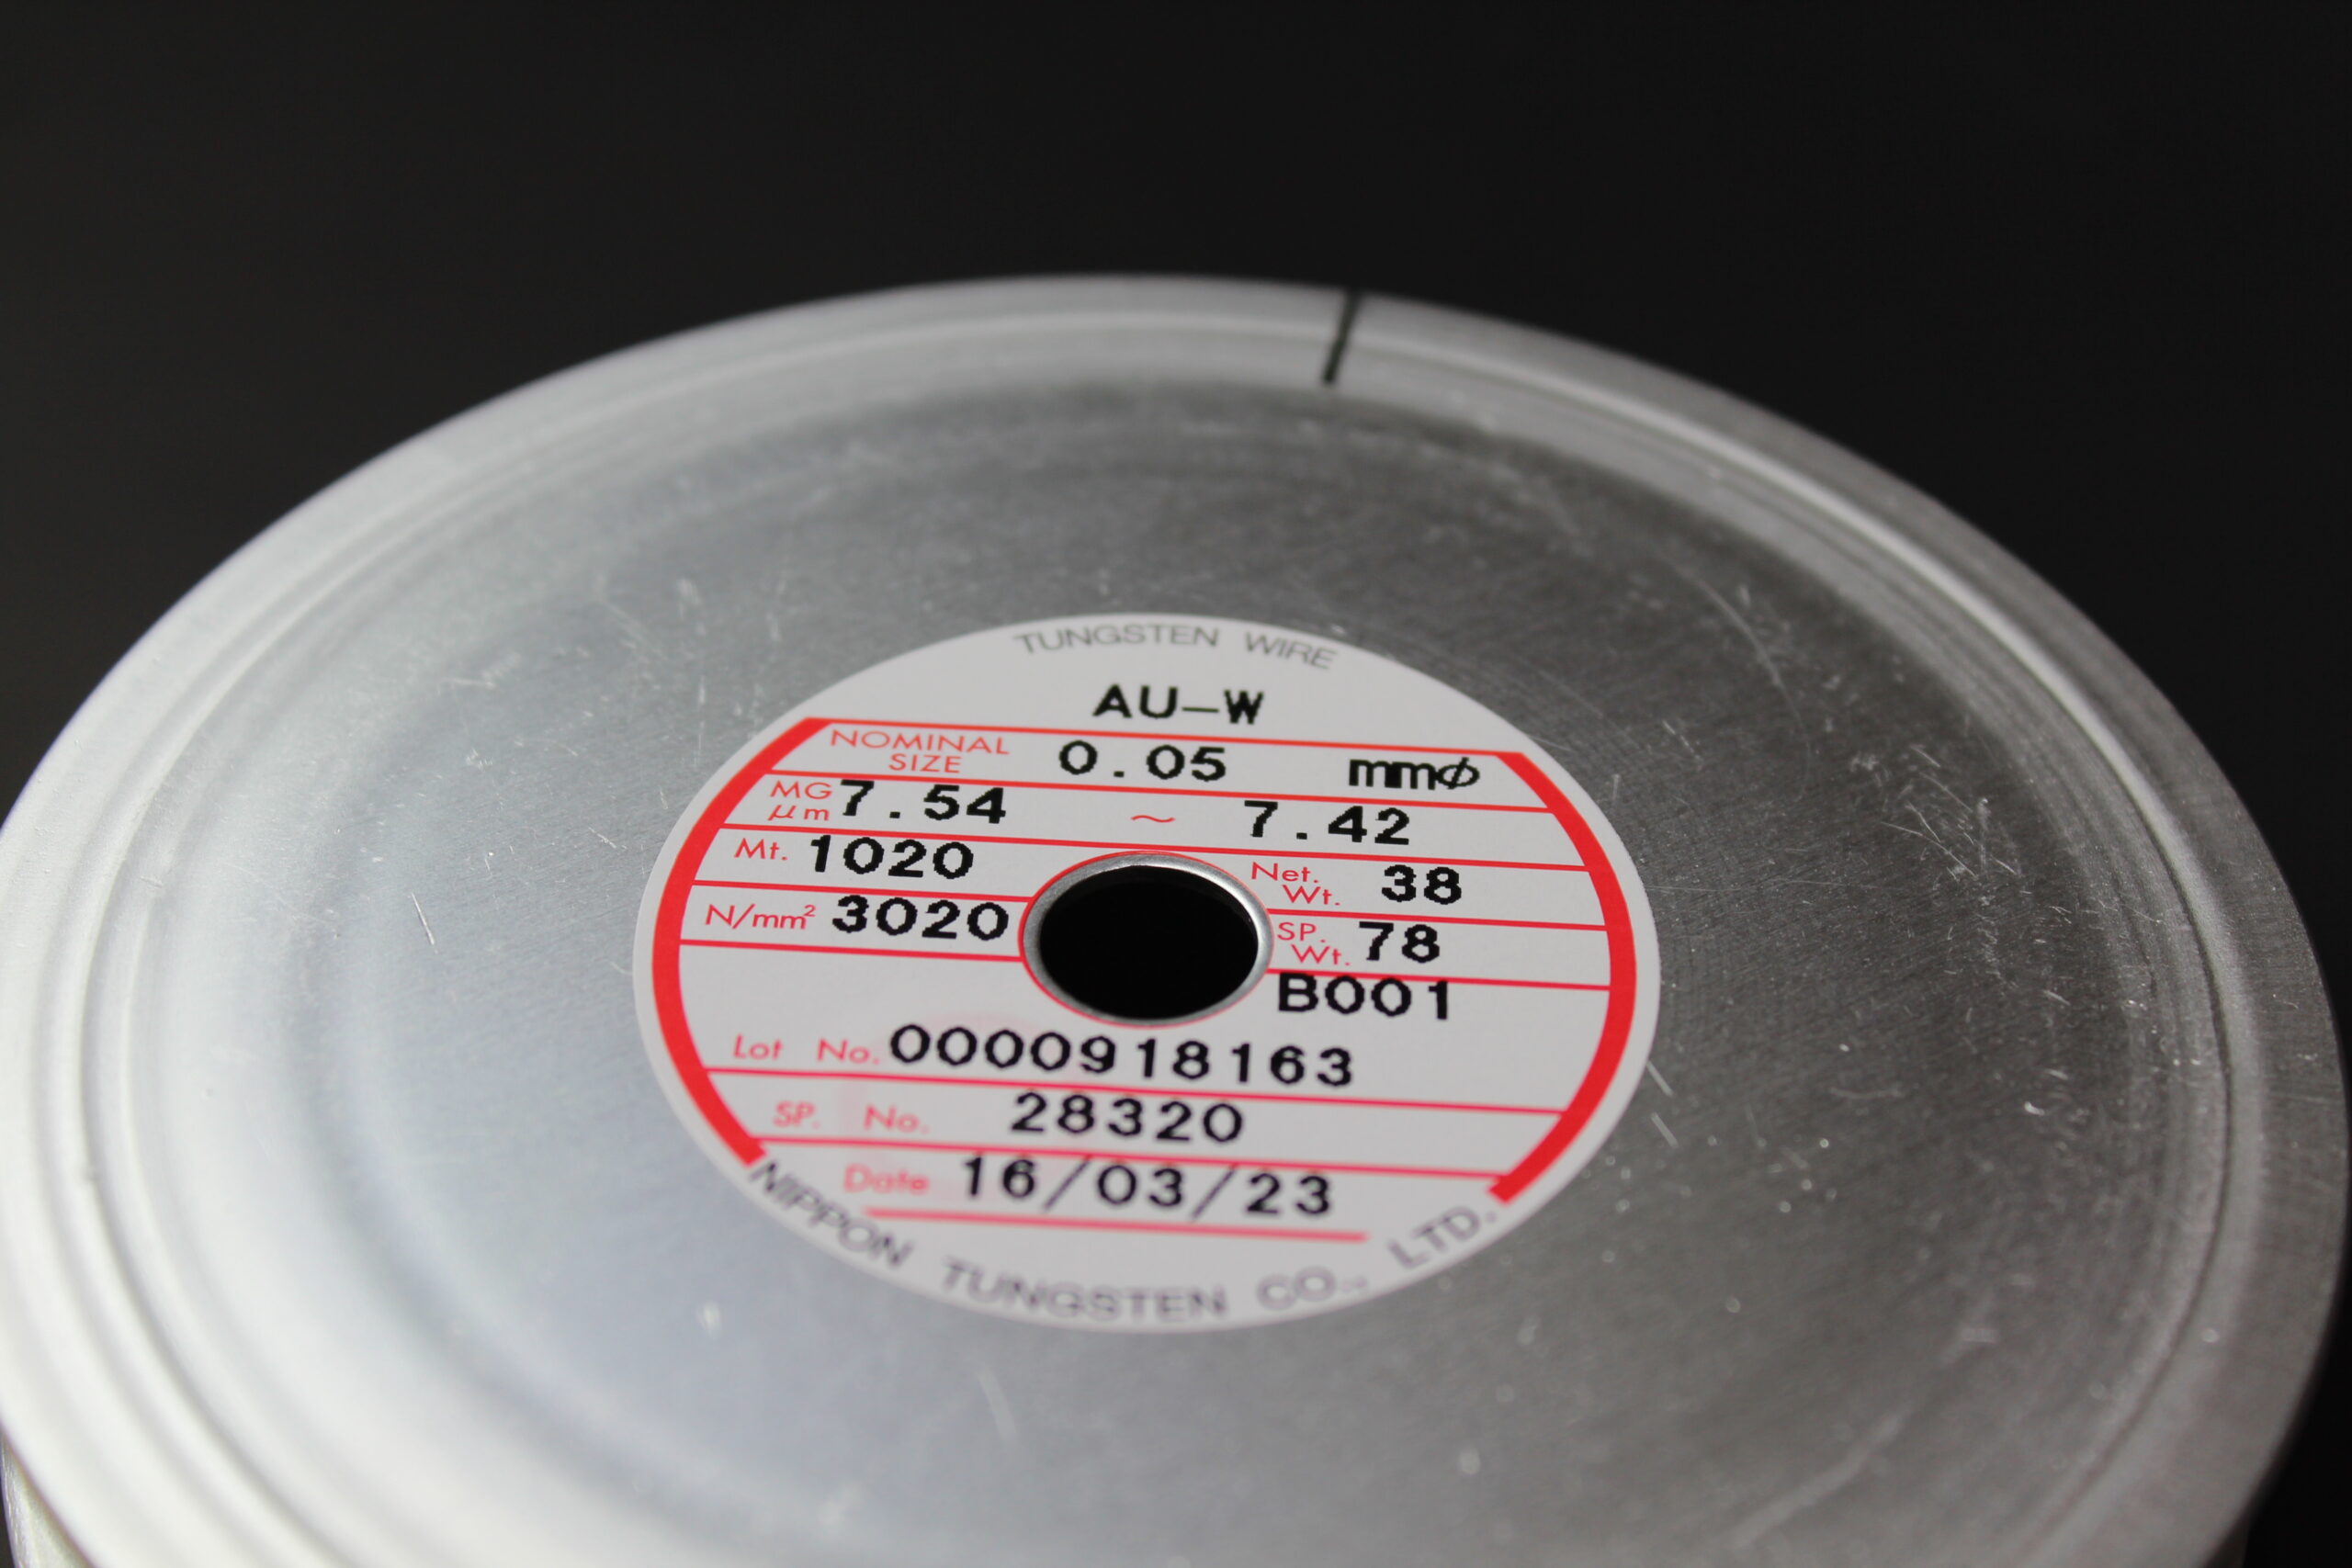 TUNGSTEN WIRE
AU-W
NOMINAL SIZE 0.05 mmφ
MG μm 7.54 ~ 7.42
Mt. 1020 Net. Wt. 38
N/mm² 3020 SP. Wt. 78
B001
Lot No. 0000918163
SP. No. 28320
Date 16/03/23
NIPPON TUNGSTEN CO., LTD.